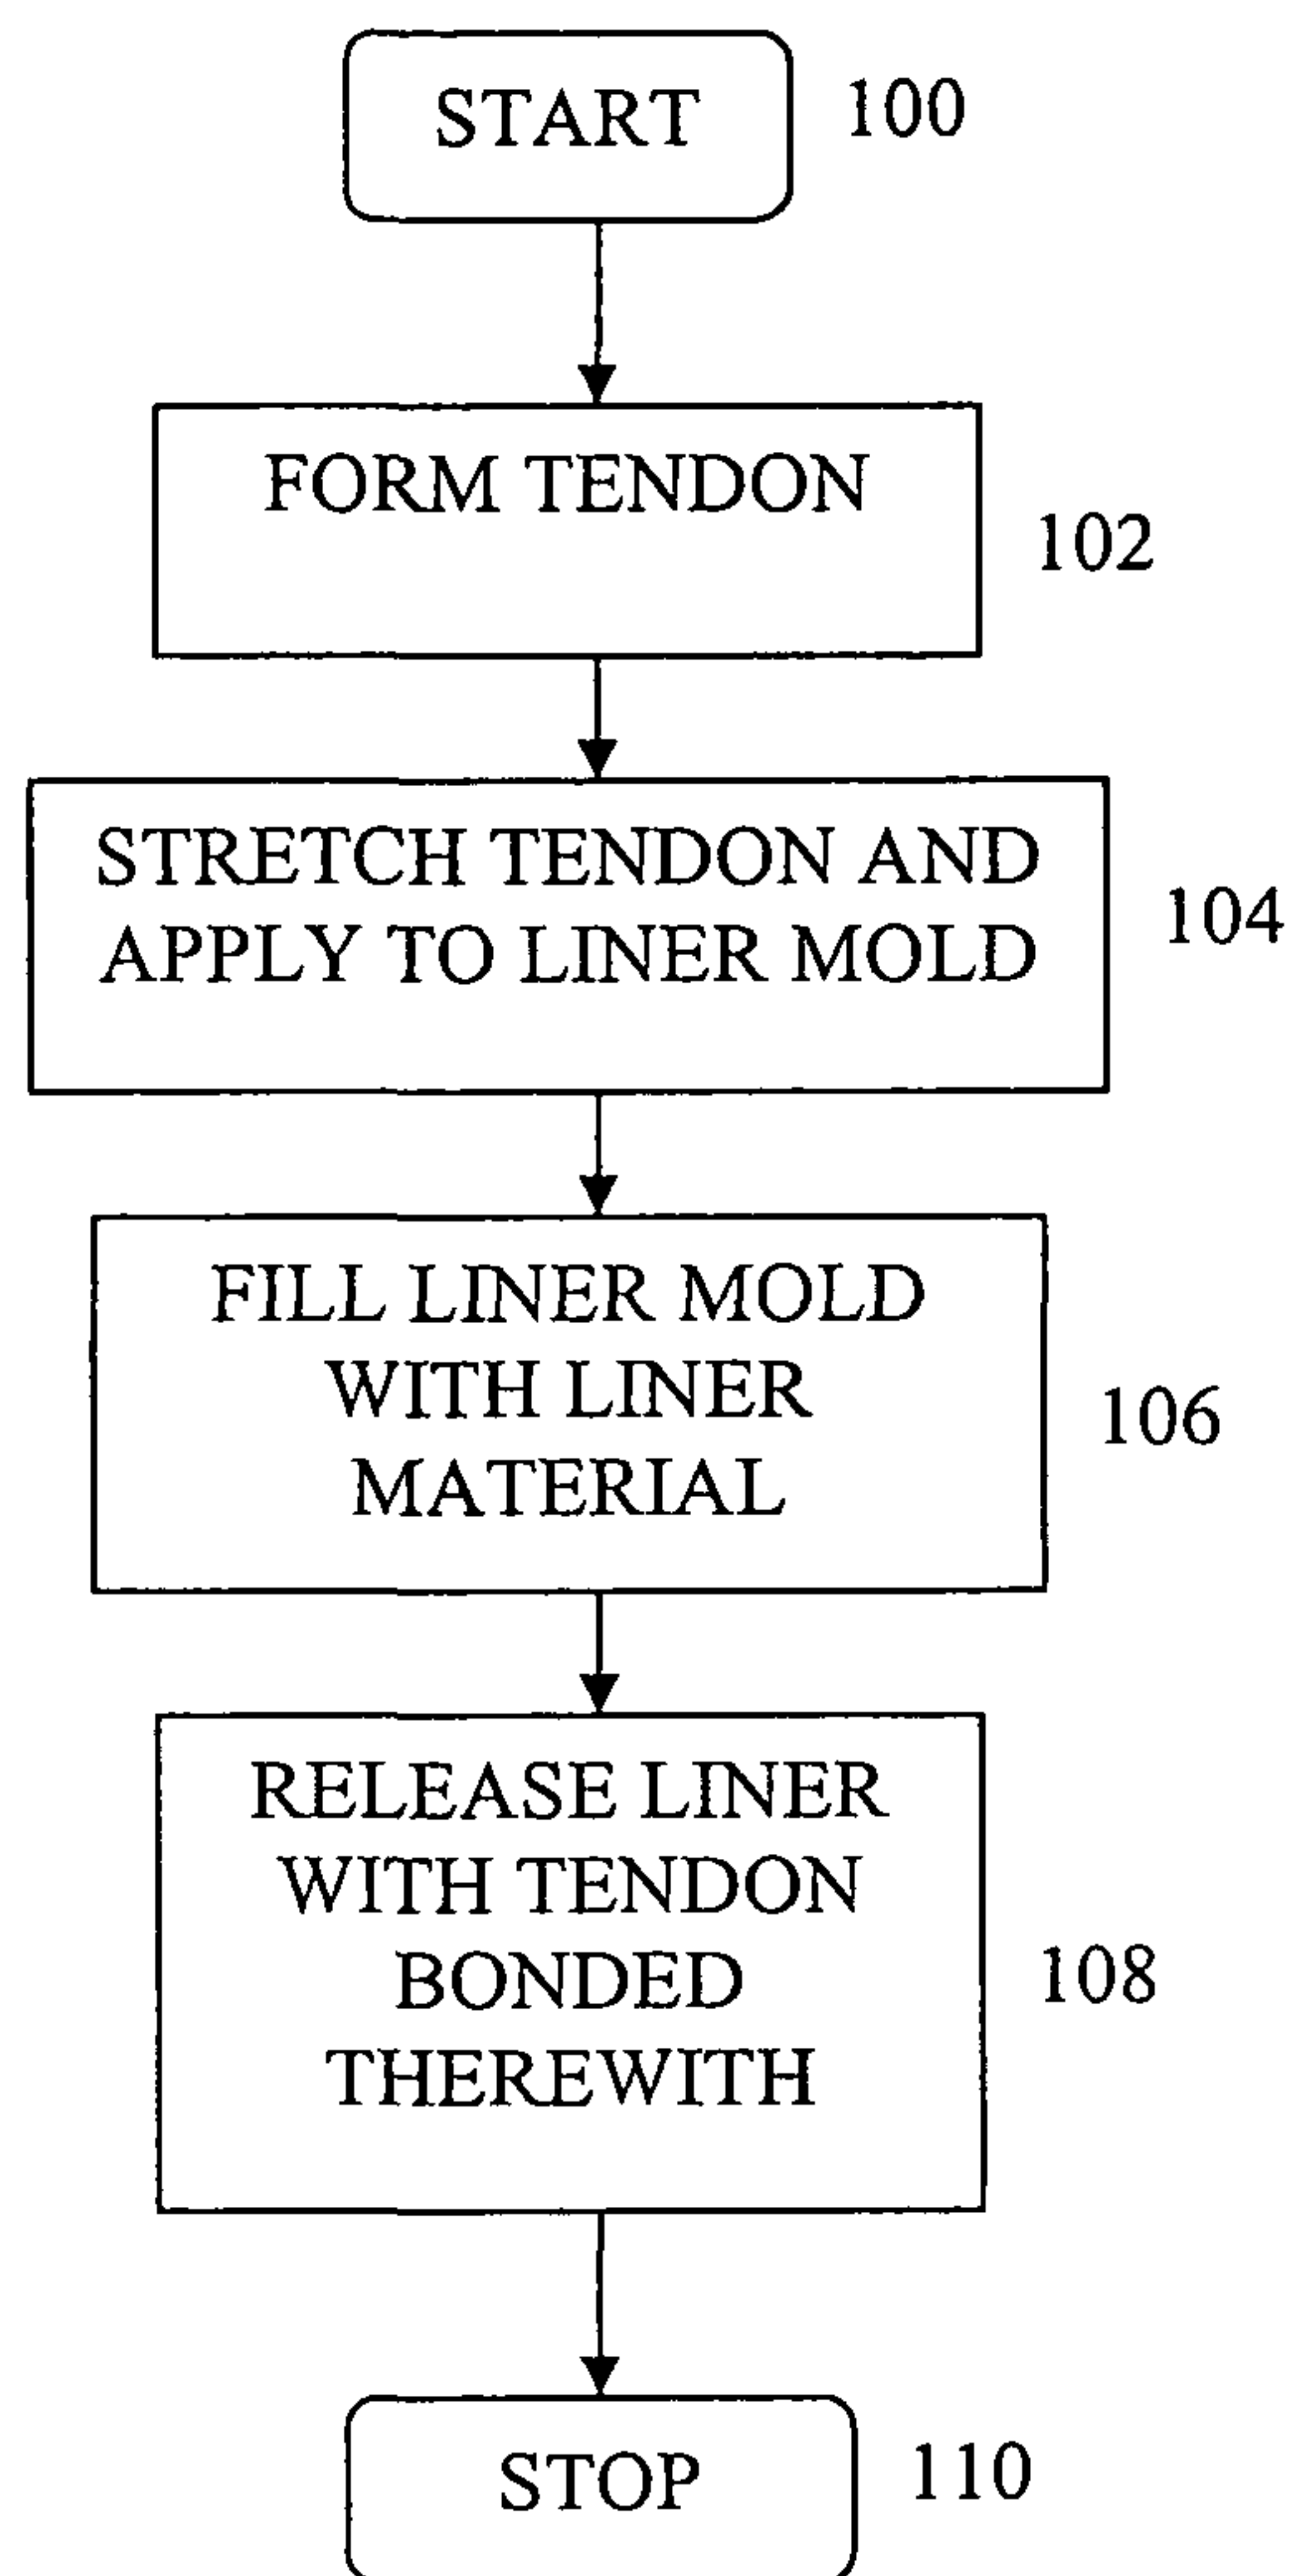 START
100
FORM TENDON
102
STRETCH TENDON AND
APPLY TO LINER MOLD
104
FILL LINER MOLD
WITH LINER
MATERIAL
106
RELEASE LINER
WITH TENDON
BONDED
THEREWITH
108
STOP
110